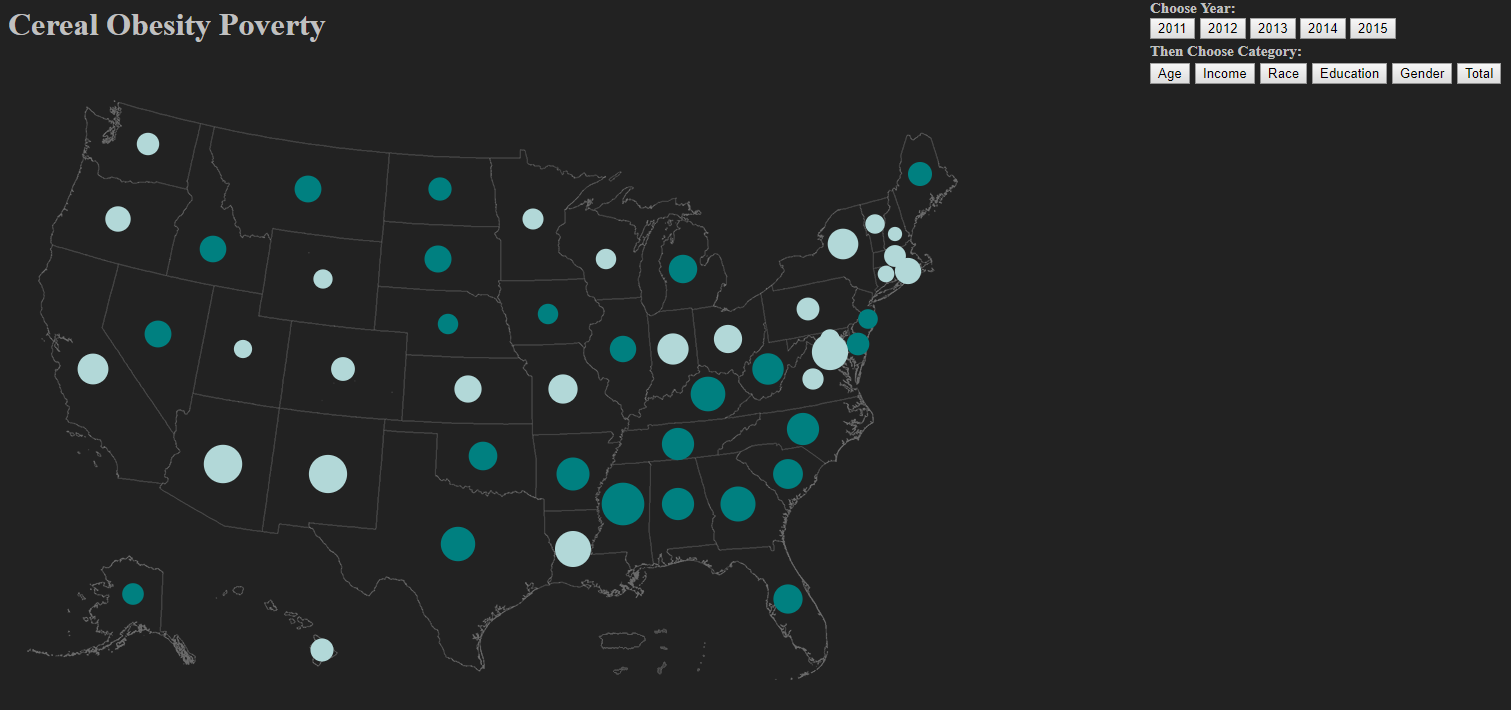 Cereal Obesity Poverty
Choose Year:
2011 2012 2013 2014 2015
Then Choose Category:
Age Income Race Education Gender Total